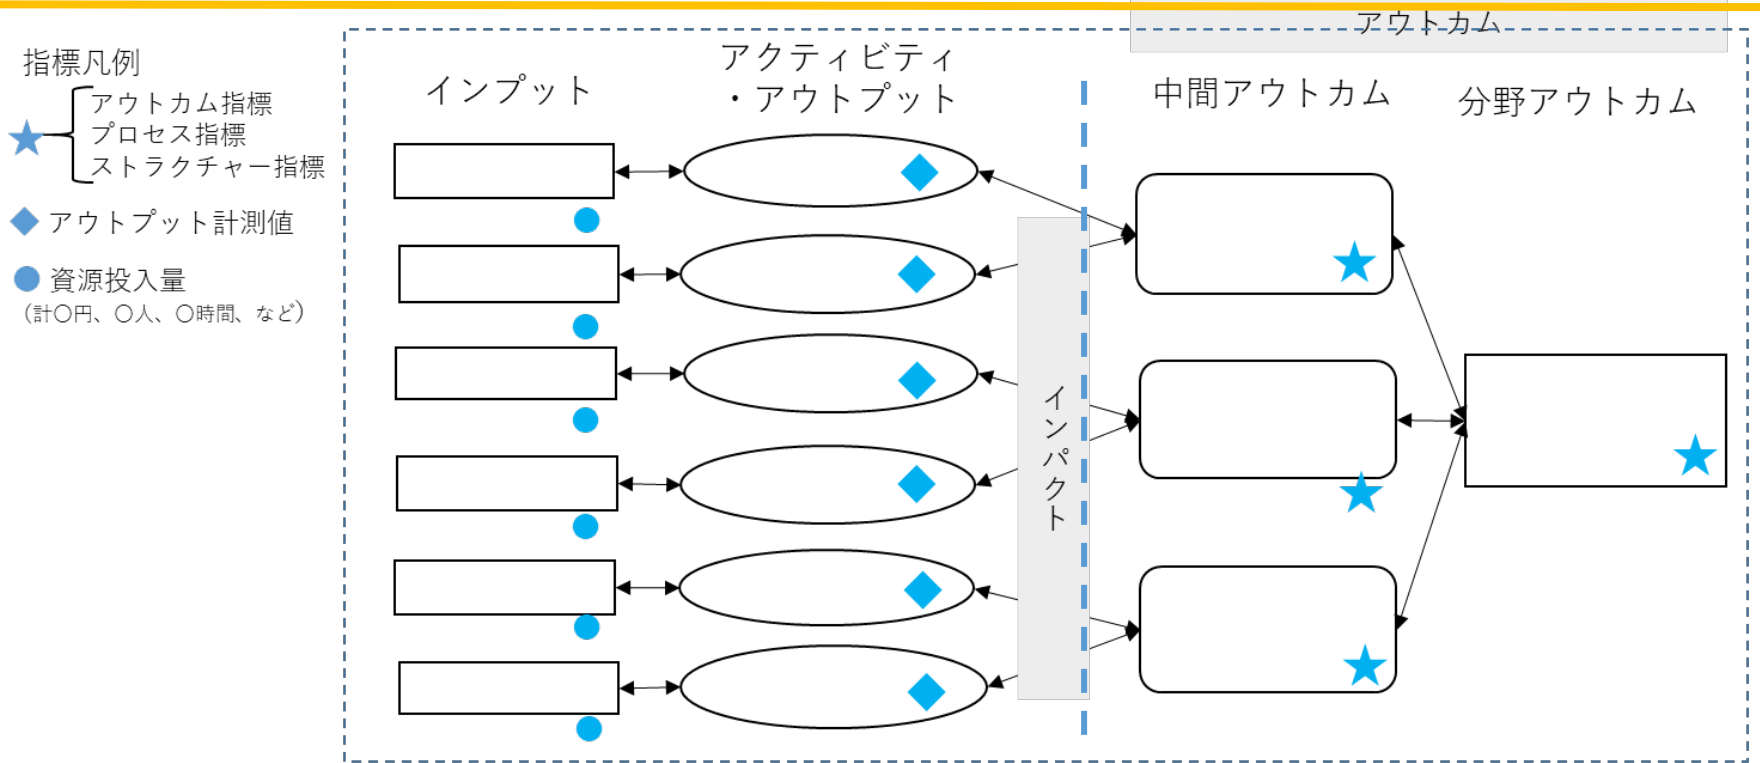 アウトカム
指標凡例
アウトカム指標
プロセス指標
ストラクチャー指標
アウトプット計測値
資源投入量
(計〇円、〇人、〇時間、など)
インプット
アクティビティ
・アウトプット
中間アウトカム
分野アウトカム
インパクト